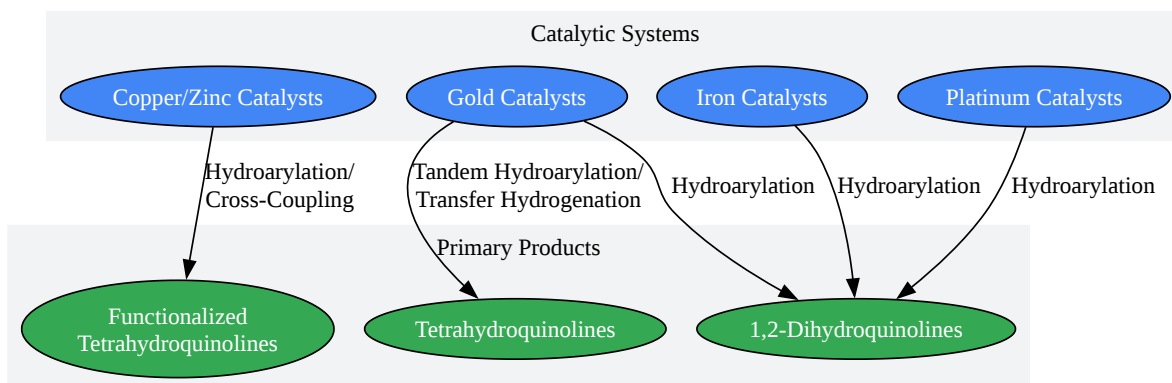 Catalytic Systems
Copper/Zinc Catalysts
Gold Catalysts
Iron Catalysts
Platinum Catalysts
Hydroarylation/
Cross-Coupling
Tandem Hydroarylation/
Transfer Hydrogenation
Hydroarylation
Hydroarylation
Hydroarylation
Primary Products
Functionalized
Tetrahydroquinolines
Tetrahydroquinolines
1,2-Dihydroquinolines